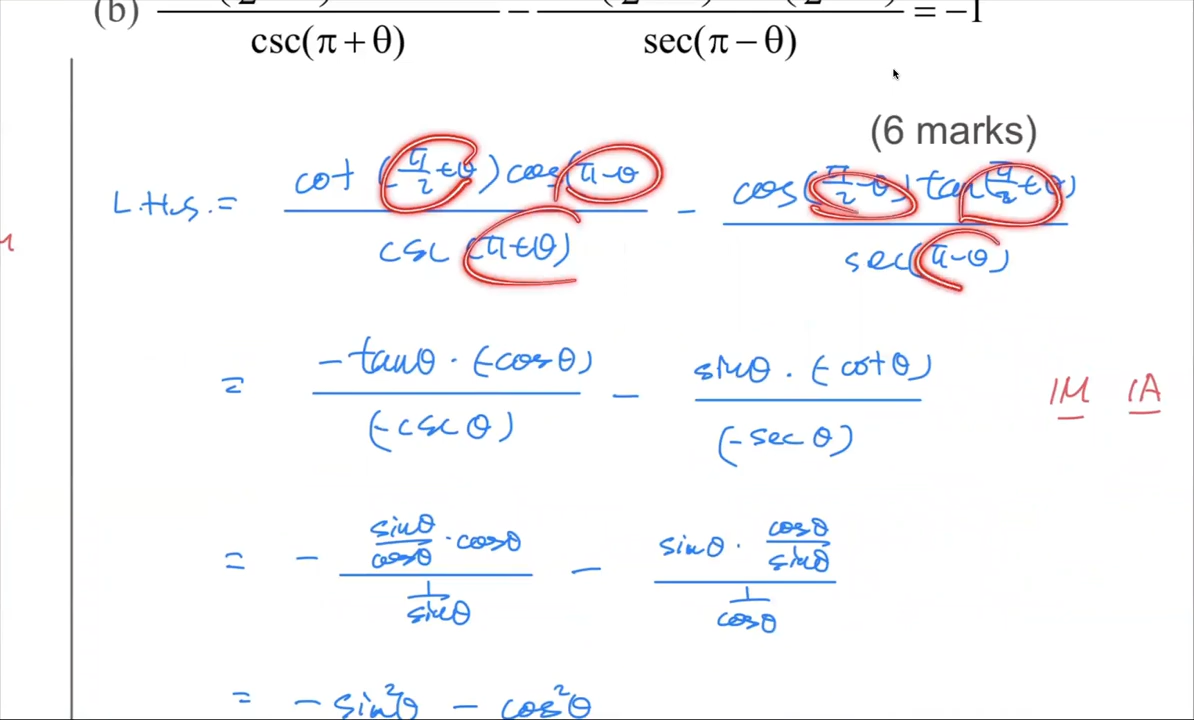 (b) ――― − ――― = −1
csc(π+θ) sec(π−θ)
(6 marks)
L.H.S. = cot(π/2+θ)cos(π−θ) / csc(π+θ) − cos(π/2−θ)tan(π/2+θ) / sec(π−θ)
= −tanθ · (−cosθ) / (−cscθ) − sinθ · (−cotθ) / (−secθ) 1M 1A
= − (sinθ/cosθ · cosθ) / (1/sinθ) − (sinθ · cosθ/sinθ) / (1/cosθ)
= −sin²θ − cos²θ